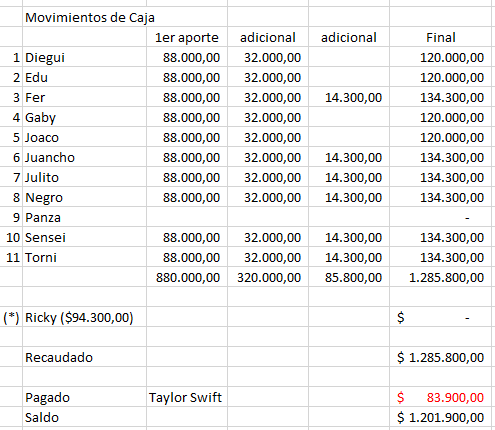 Movimientos de Caja
1er aporte adicional adicional Final
1 Diegui 88.000,00 32.000,00 120.000,00
2 Edu 88.000,00 32.000,00 120.000,00
3 Fer 88.000,00 32.000,00 14.300,00 134.300,00
4 Gaby 88.000,00 32.000,00 120.000,00
5 Joaco 88.000,00 32.000,00 120.000,00
6 Juancho 88.000,00 32.000,00 14.300,00 134.300,00
7 Julito 88.000,00 32.000,00 14.300,00 134.300,00
8 Negro 88.000,00 32.000,00 14.300,00 134.300,00
9 Panza -
10 Sensei 88.000,00 32.000,00 14.300,00 134.300,00
11 Torni 88.000,00 32.000,00 14.300,00 134.300,00
880.000,00 320.000,00 85.800,00 1.285.800,00
(*) Ricky ($94.300,00) $ -
Recaudado $ 1.285.800,00
Pagado Taylor Swift $ 83.900,00
Saldo $ 1.201.900,00